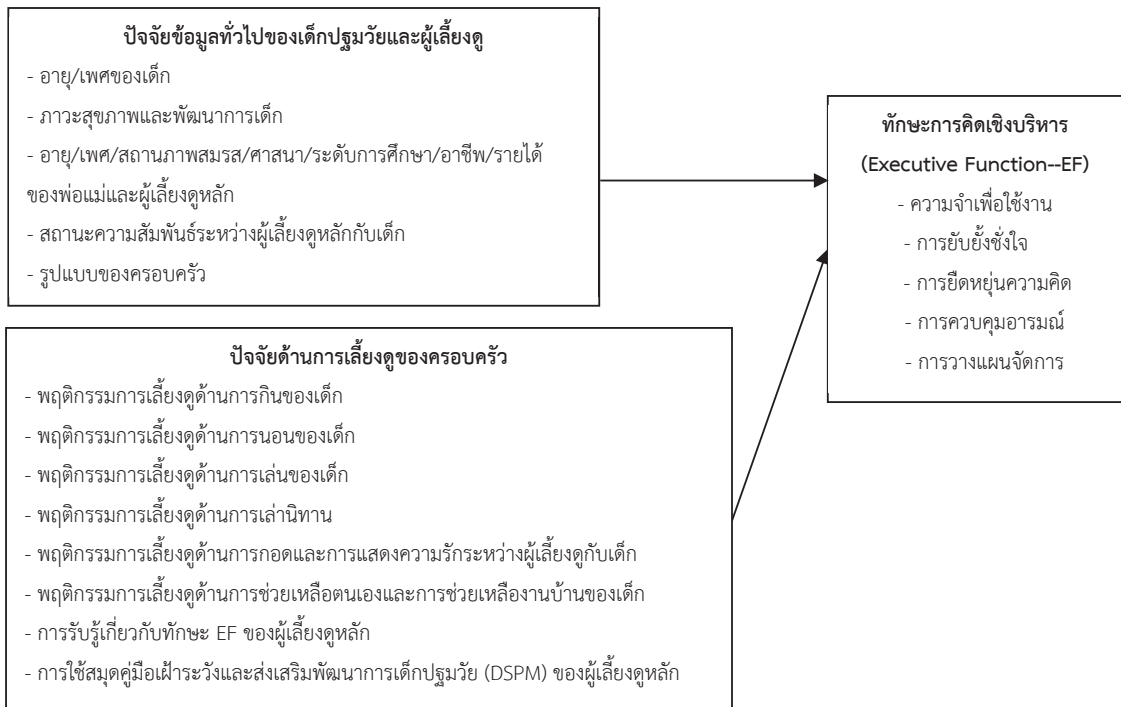 ปัจจัยข้อมูลทั่วไปของเด็กปฐมวัยและผู้เลี้ยงดู
- อายุ/เพศของเด็ก
- ภาวะสุขภาพและพัฒนาการเด็ก
- อายุ/เพศ/สถานภาพสมรส/ศาสนา/ระดับการศึกษา/อาชีพ/รายได้
ของพ่อแม่และผู้เลี้ยงดูหลัก
- สถานะความสัมพันธ์ระหว่างผู้เลี้ยงดูหลักกับเด็ก
- รูปแบบของครอบครัว
ปัจจัยด้านการเลี้ยงดูของครอบครัว
- พฤติกรรมการเลี้ยงดูด้านการกินของเด็ก
- พฤติกรรมการเลี้ยงดูด้านการนอนของเด็ก
- พฤติกรรมการเลี้ยงดูด้านการเล่นของเด็ก
- พฤติกรรมการเลี้ยงดูด้านการเล่านิทาน
- พฤติกรรมการเลี้ยงดูด้านการกอดและการแสดงความรักระหว่างผู้เลี้ยงดูกับเด็ก
- พฤติกรรมการเลี้ยงดูด้านการช่วยเหลือตนเองและการช่วยเหลืองานบ้านของเด็ก
- การรับรู้เกี่ยวกับทักษะ EF ของผู้เลี้ยงดูหลัก
- การใช้สมุดคู่มือเฝ้าระวังและส่งเสริมพัฒนาการเด็กปฐมวัย (DSPM) ของผู้เลี้ยงดูหลัก
ทักษะการคิดเชิงบริหาร
(Executive Function--EF)
- ความจำเพื่อใช้งาน
- การยับยั้งชั่งใจ
- การยืดหยุ่นความคิด
- การควบคุมอารมณ์
- การวางแผนจัดการ